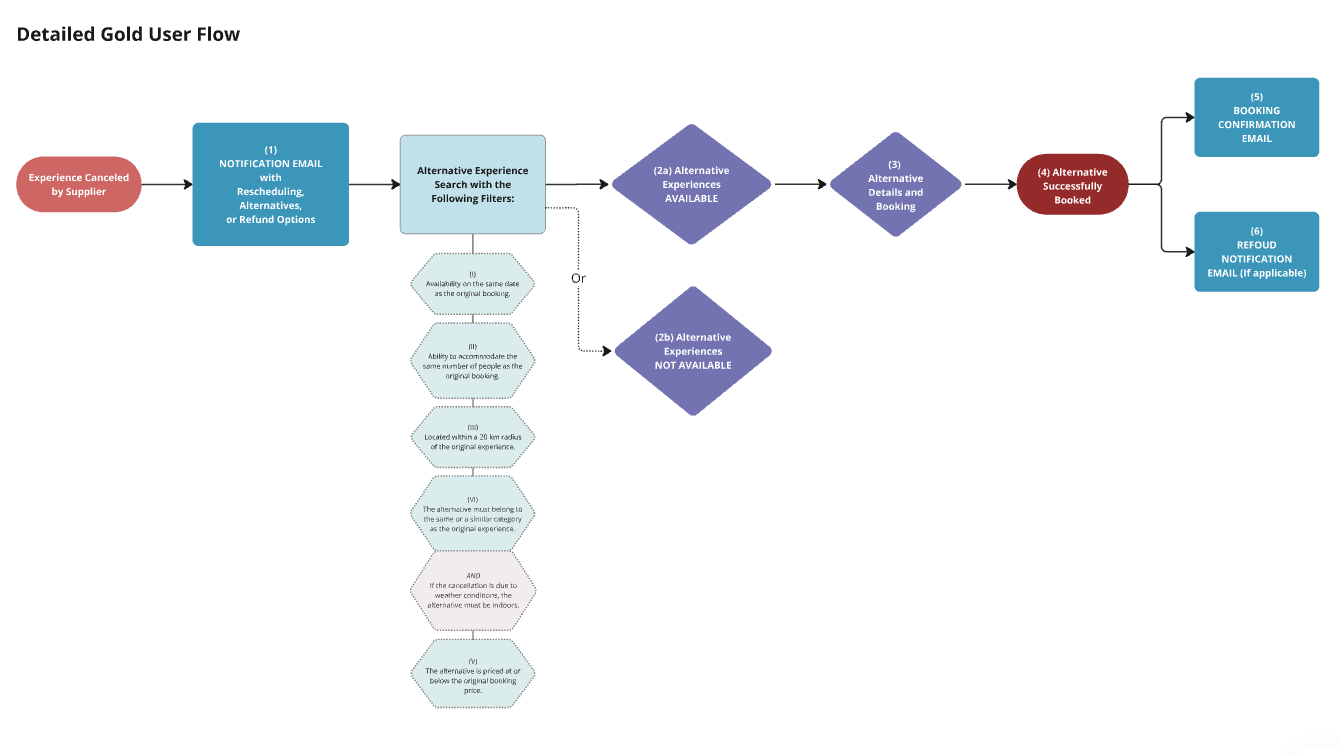 Detailed Gold User Flow
Experience Canceled
by Supplier
(1)
NOTIFICATION EMAIL
with
Rescheduling,
Alternatives,
or Refund Options
Alternative Experience
Search with the
Following Filters:
(I)
Availability on the same date
as the original booking.
(II)
Ability to accommodate the
same number of people as the
original booking.
(III)
Located within a 20 km radius
of the original experience.
(VI)
The alternative must belong to
the same or a similar category
as the original experience.
AND
If the cancellation is due to
weather conditions, the
alternative must be indoors.
(V)
The alternative is priced at or
below the original booking
price.
Or
(2a) Alternative
Experiences
AVAILABLE
(2b) Alternative
Experiences
NOT AVAILABLE
(3)
Alternative
Details and
Booking
(4) Alternative
Successfully
Booked
(5)
BOOKING
CONFIRMATION
EMAIL
(6)
REFOUD
NOTIFICATION
EMAIL (If applicable)